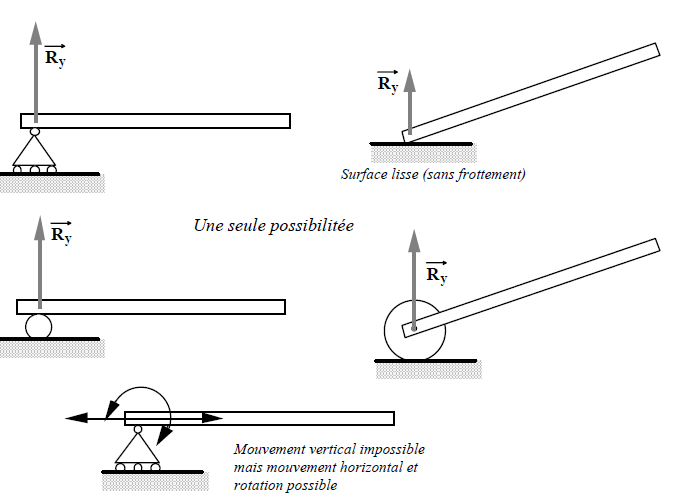 Ry
Ry
Surface lisse (sans frottement)
Une seule possibilitée
Ry
Ry
Mouvement vertical impossible
mais mouvement horizontal et
rotation possible